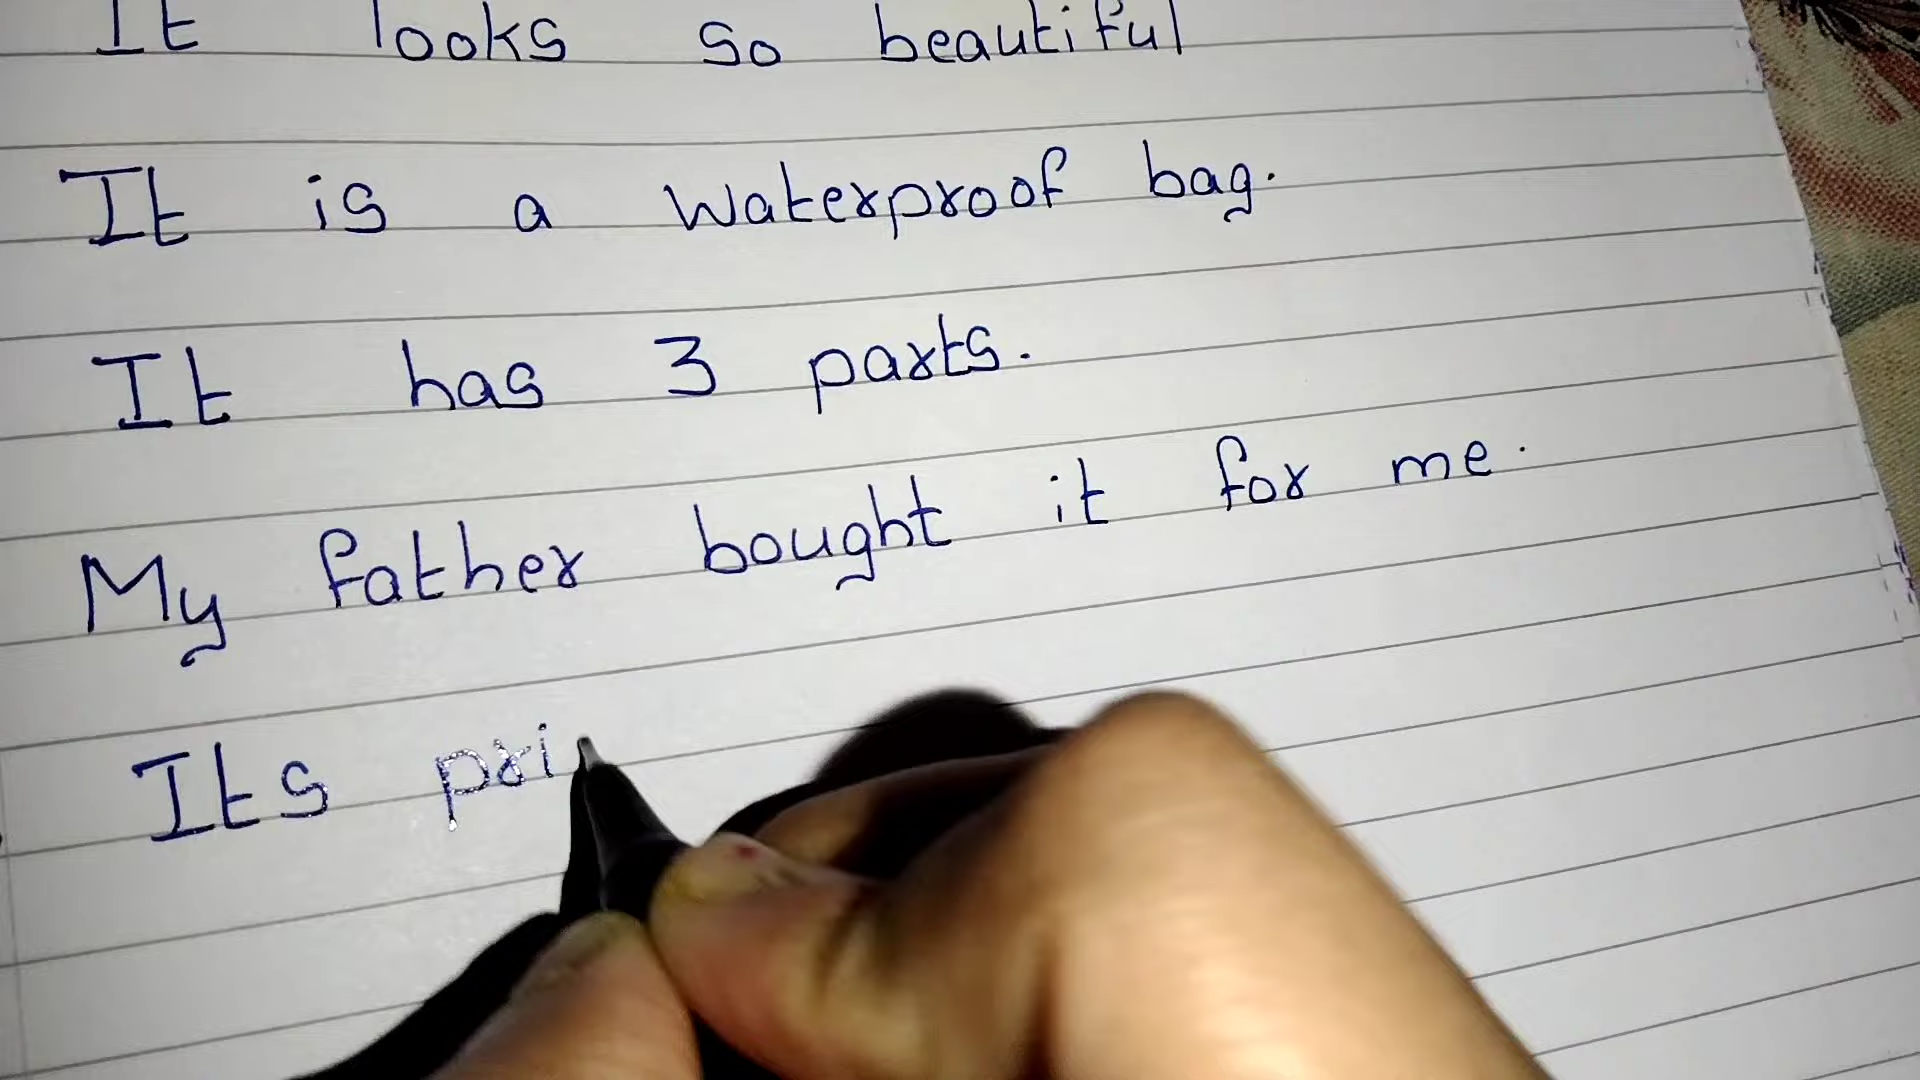 It looks so beautiful
It is a waterproof bag.
It has 3 parts.
My father bought it for me.
Its pri